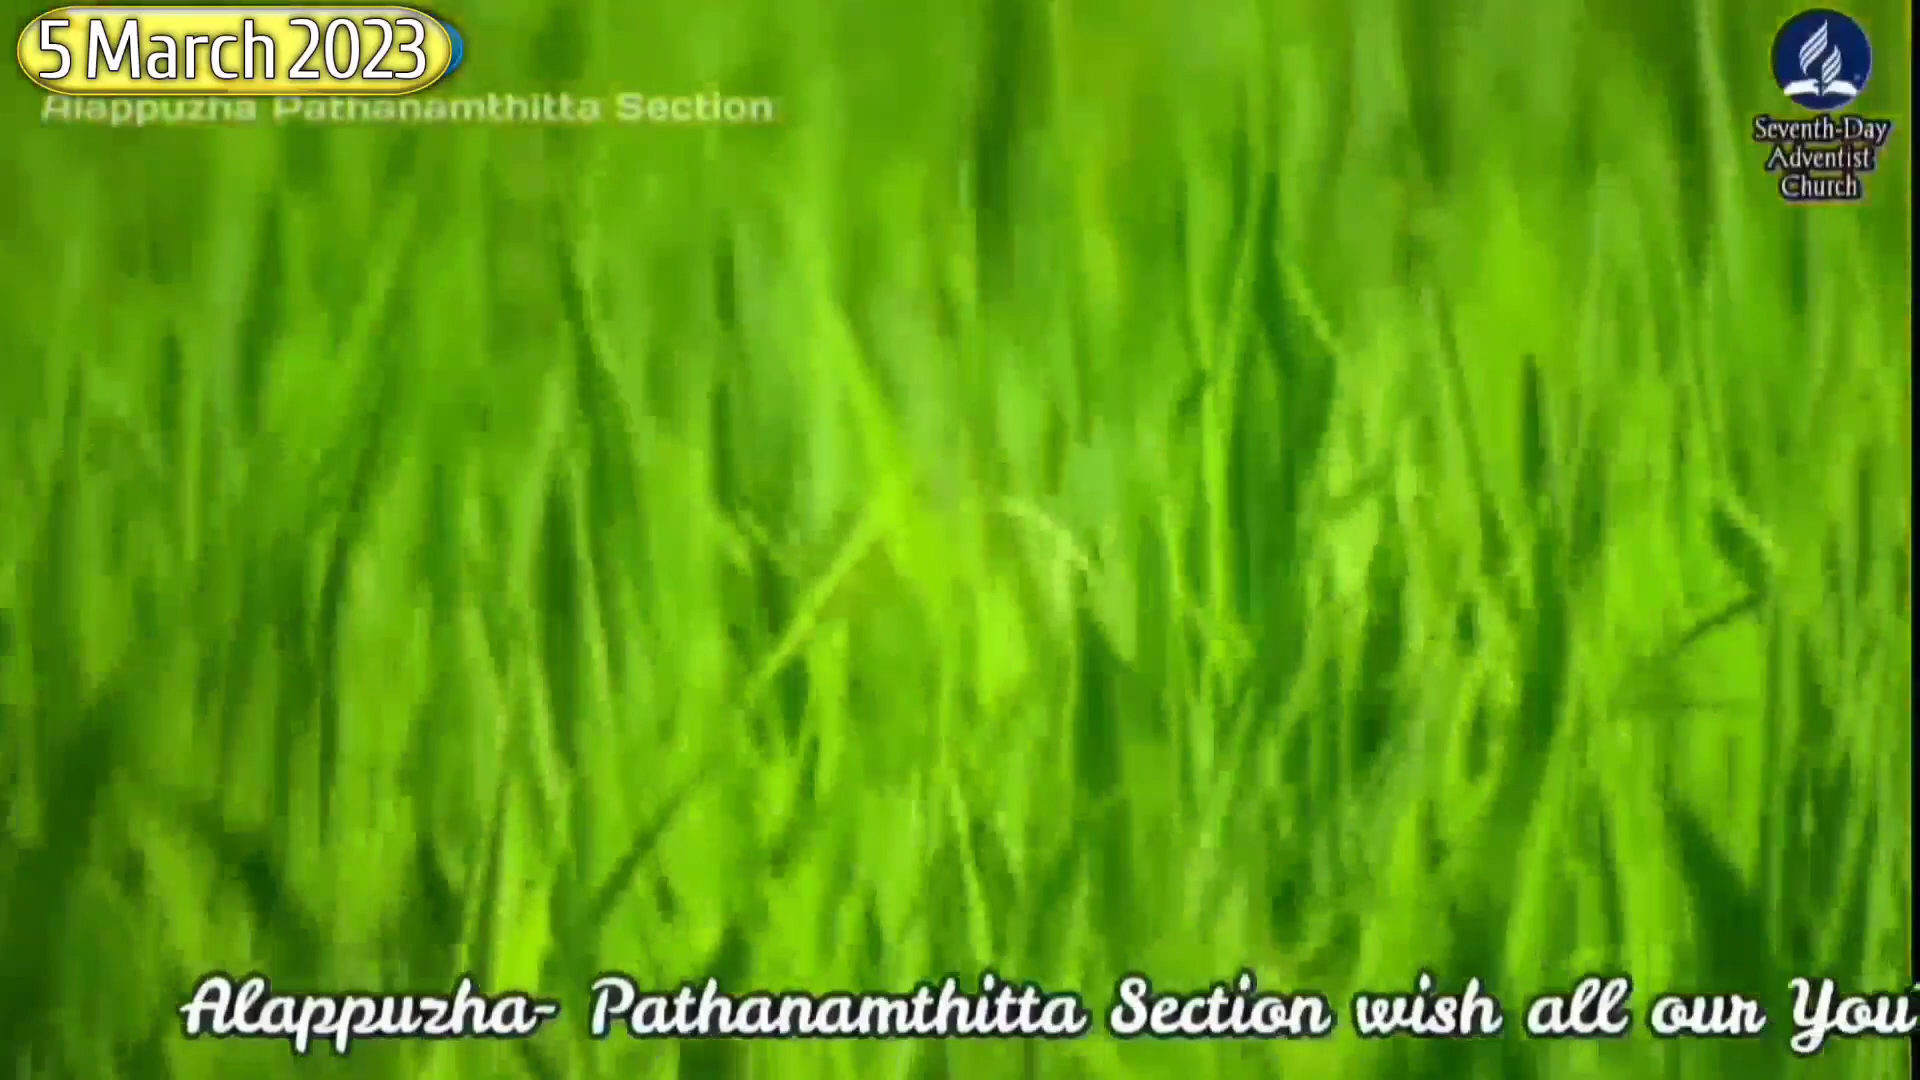 5 March 2023
Alappuzha Pathanamthitta Section
Seventh-Day
Adventist
Church
Alappuzha- Pathanamthitta Section wish all our